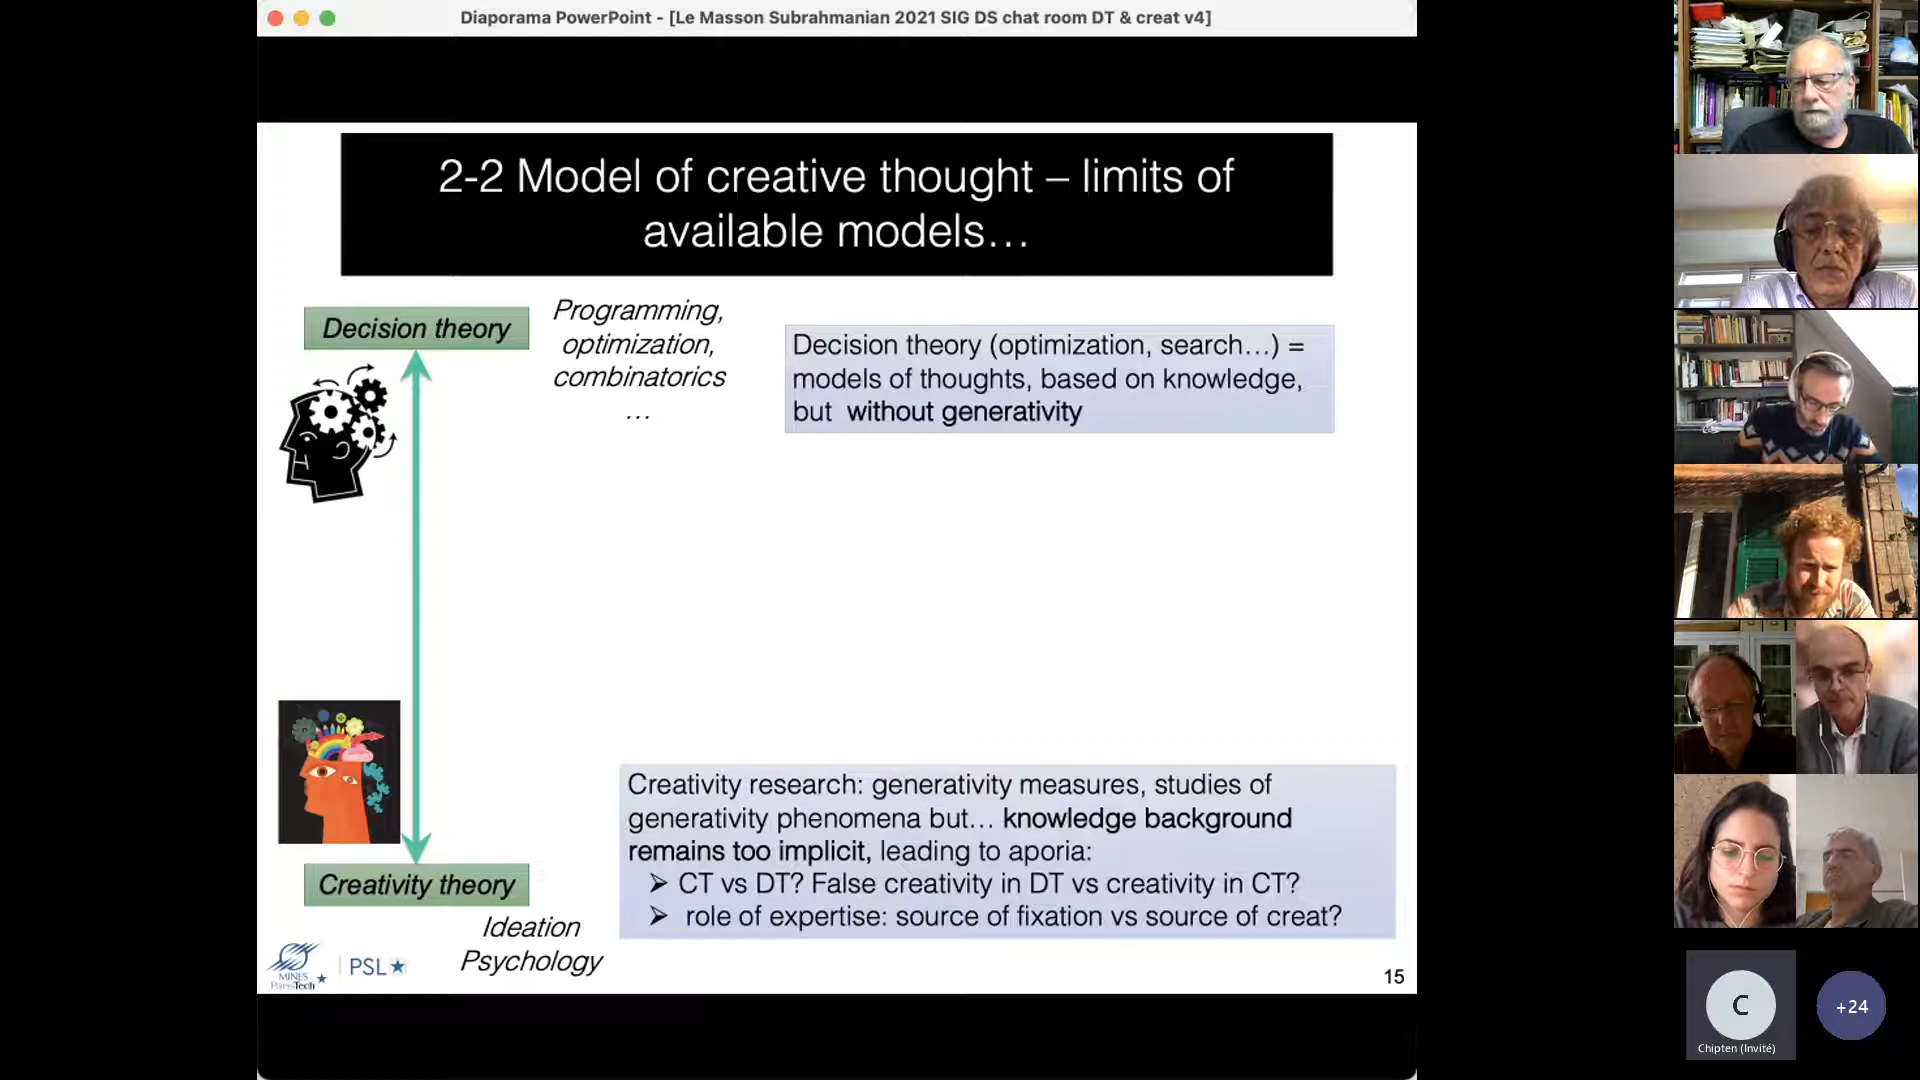 Diaporama PowerPoint - [Le Masson Subrahmanian 2021 SIG DS chat room DT & creat v4]
2-2 Model of creative thought – limits of
available models…
Decision theory
Programming,
optimization,
combinatorics
…
Decision theory (optimization, search…) =
models of thoughts, based on knowledge,
but without generativity
Creativity research: generativity measures, studies of
generativity phenomena but… knowledge background
remains too implicit, leading to aporia:
➢ CT vs DT? False creativity in DT vs creativity in CT?
➢ role of expertise: source of fixation vs source of creat?
Creativity theory
Ideation
Psychology
MINES
ParisTech
PSL
15
C
Chipten (Invité)
+24